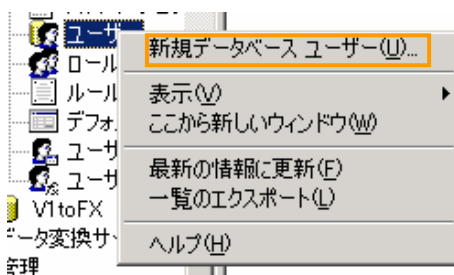 ユーザ
ロール
ルール
デフォ.
ユーザ
ユーザ
V1toFX
ータ変換サ
管理
新規データベース ユーザー(U)...
表示(V)
ここから新しいウィンドウ(W)
最新の情報に更新(F)
一覧のエクスポート(L)
ヘルプ(H)